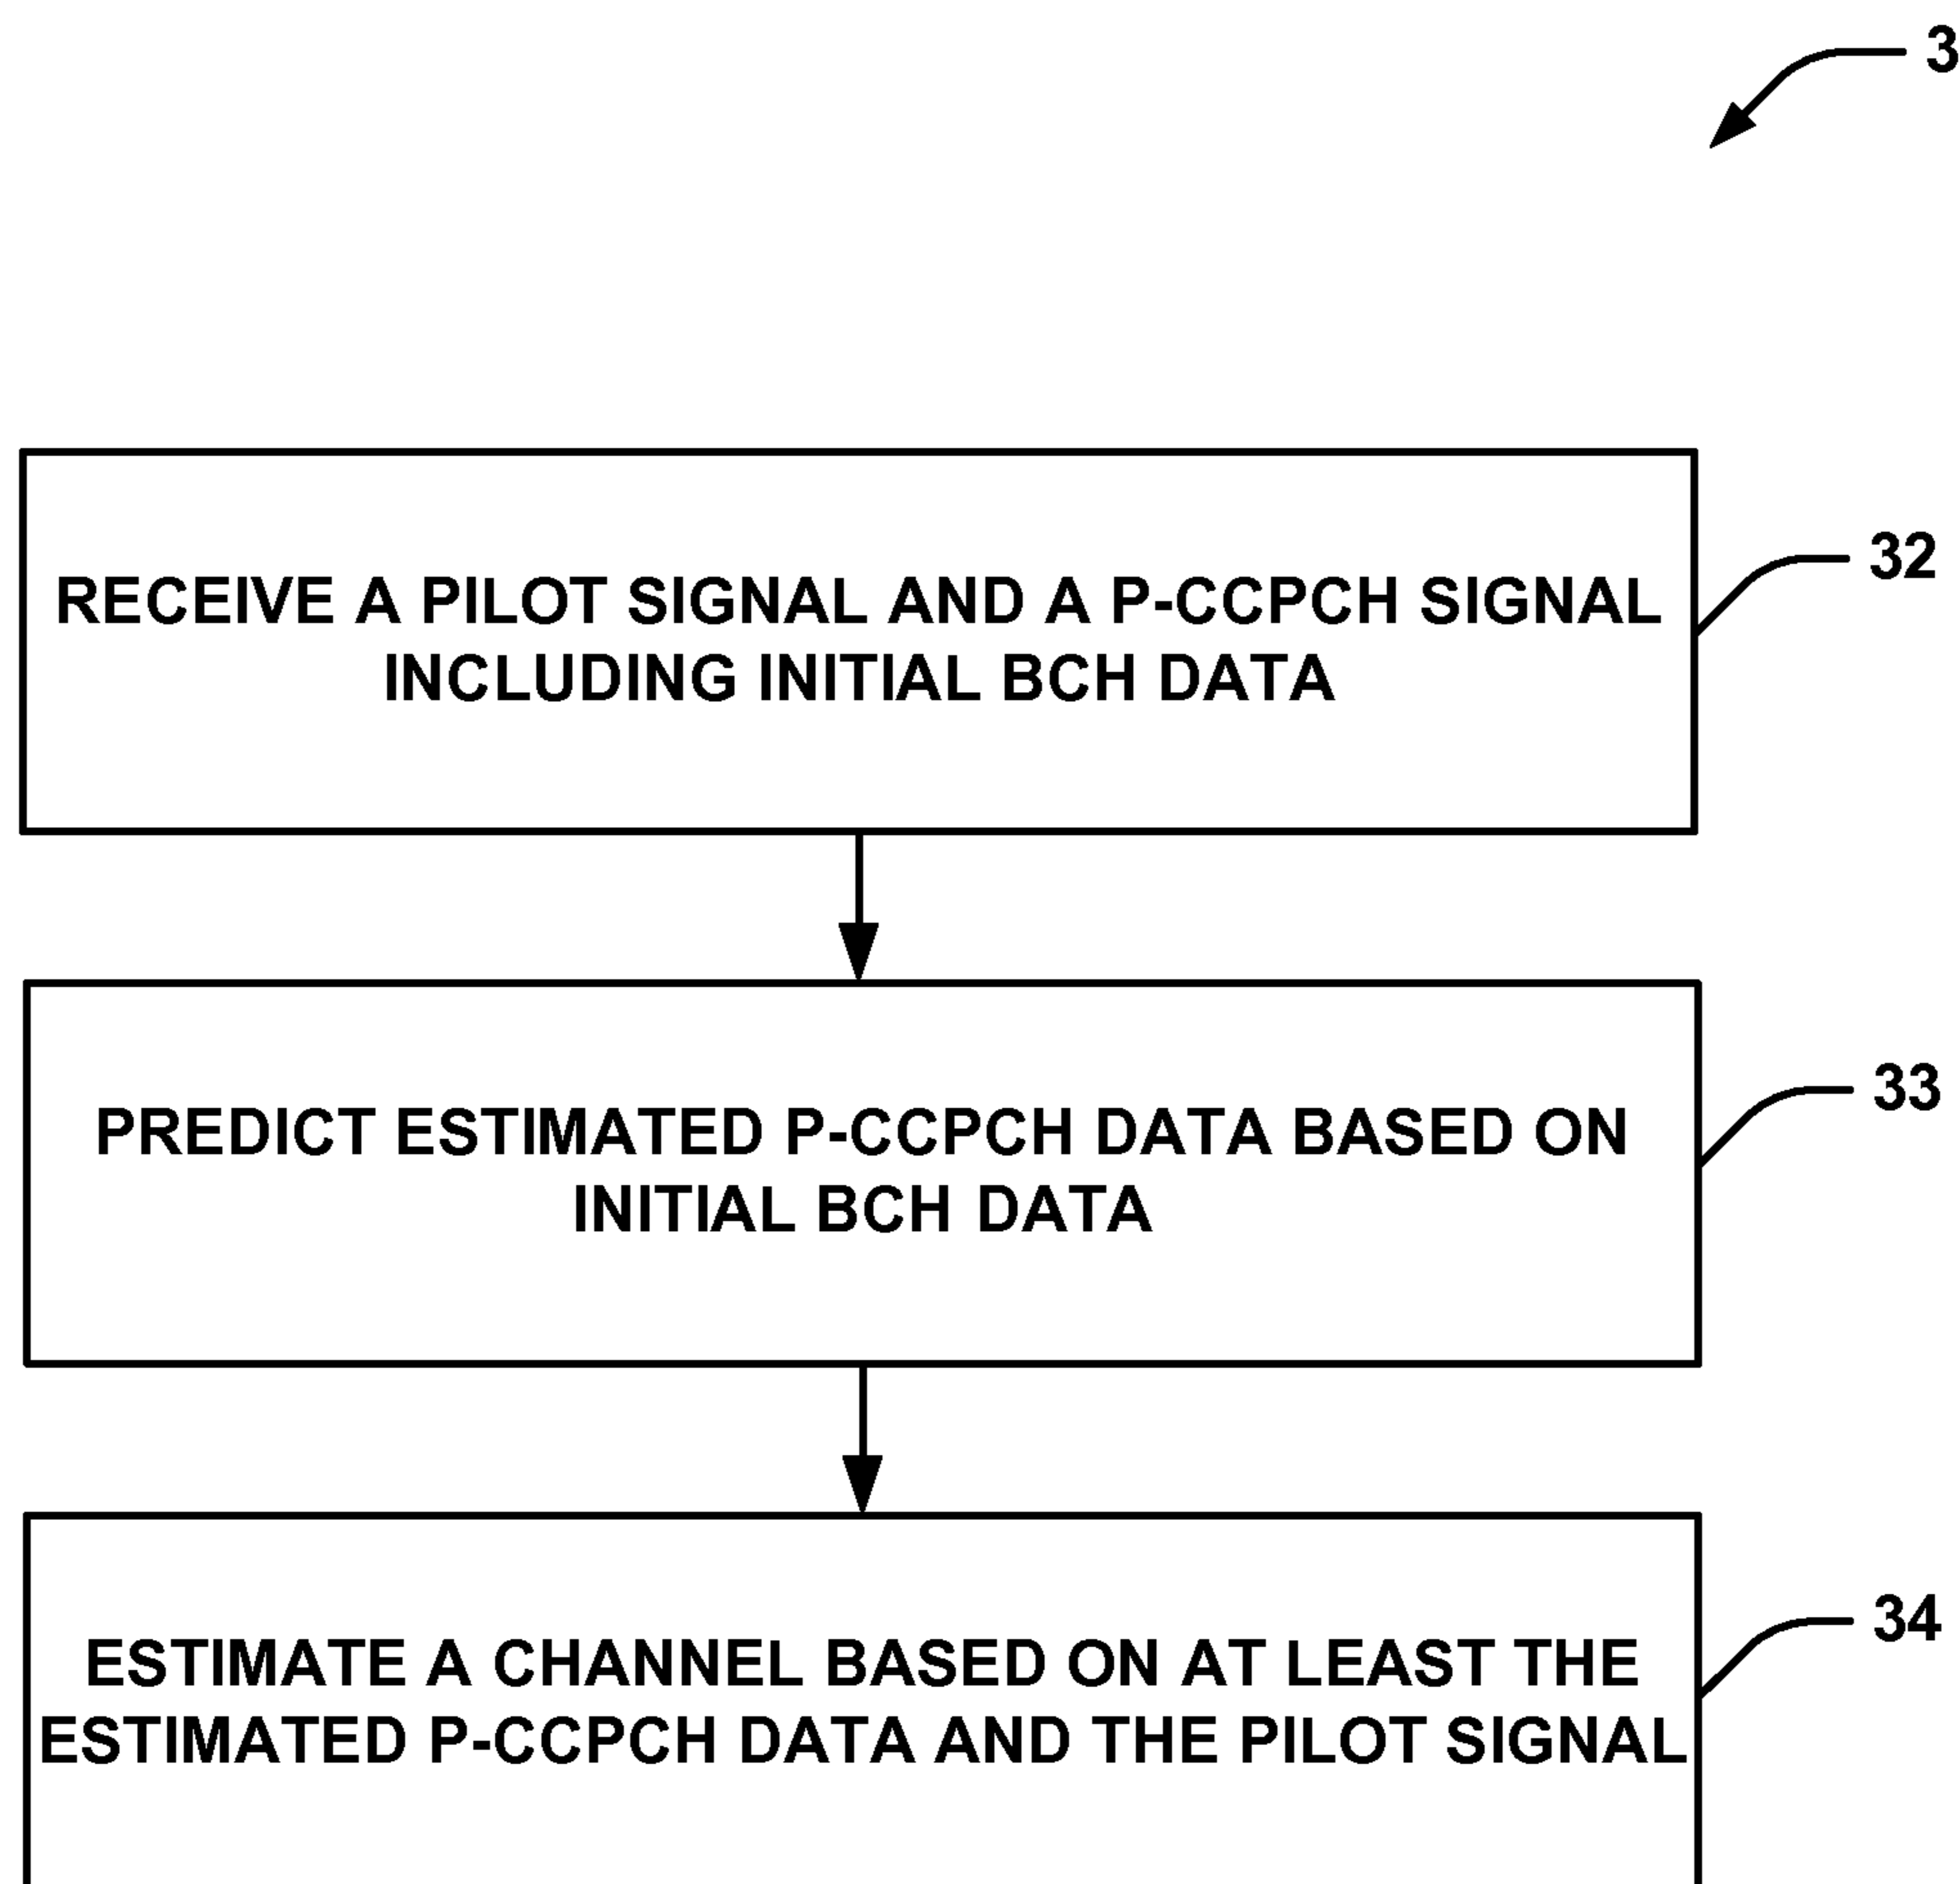 3
RECEIVE A PILOT SIGNAL AND A P-CCPCH SIGNAL
INCLUDING INITIAL BCH DATA
32
PREDICT ESTIMATED P-CCPCH DATA BASED ON
INITIAL BCH DATA
33
ESTIMATE A CHANNEL BASED ON AT LEAST THE
ESTIMATED P-CCPCH DATA AND THE PILOT SIGNAL
34